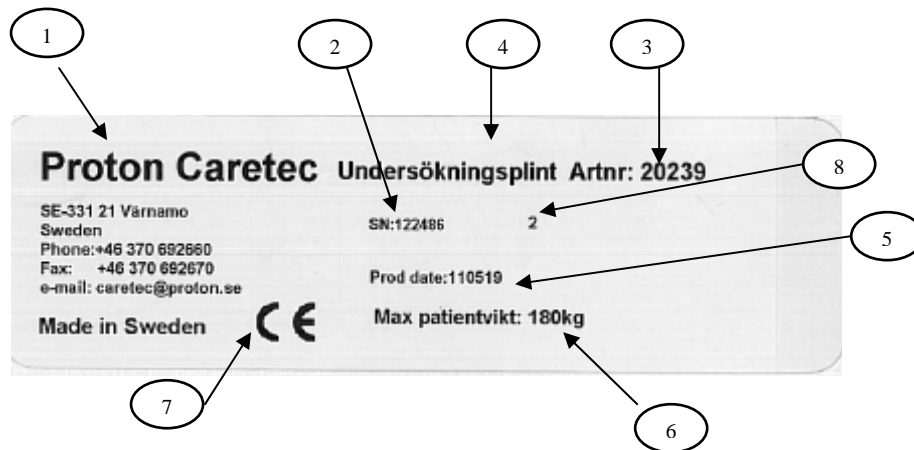 1
2
4
3
Proton Caretec Undersökningsplint Artnr: 20239
8
SE-331 21 Värnamo
Sweden
Phone:+46 370 692660
Fax: +46 370 692670
e-mail: caretec@proton.se
SN:122486 2
5
Prod date:110519
Made in Sweden CE Max patientvikt: 180kg
7
6